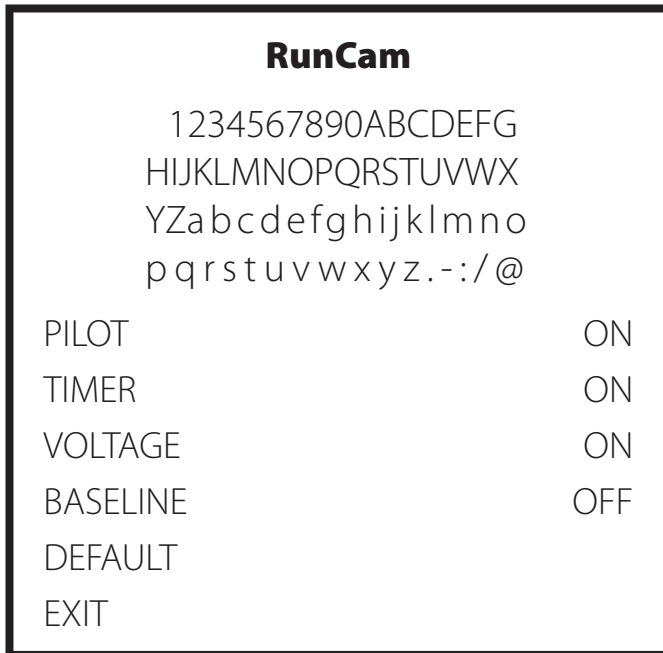 RunCam
1234567890ABCDEFG
HIJKLMNOPQRSTUVWX
YZabcdefghijklmno
pqrstuvwxyz.-:/@
PILOT ON
TIMER ON
VOLTAGE ON
BASELINE OFF
DEFAULT
EXIT